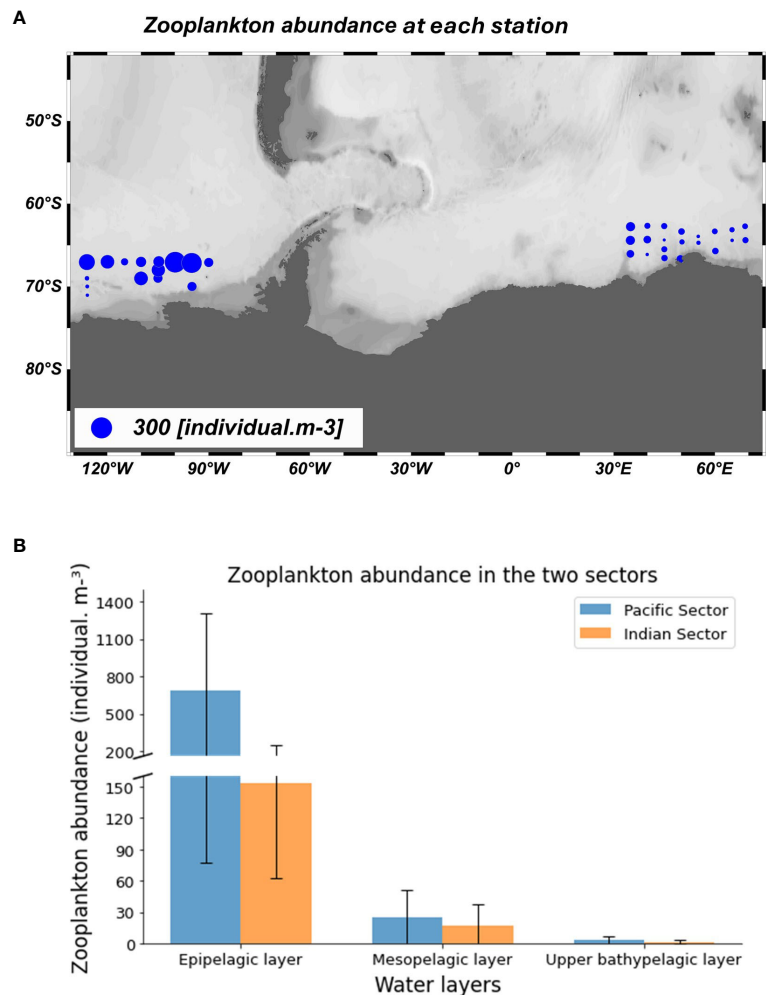 A
Zooplankton abundance at each station
50°S
60°S
70°S
80°S
300 [individual.m-3]
120°W 90°W 60°W 30°W 0° 30°E 60°E
B
Zooplankton abundance in the two sectors
Zooplankton abundance (individual. m-³)
1400
1100
800
500
200
150
120
90
60
30
0
Pacific Sector
Indian Sector
Epipelagic layer Mesopelagic layer Upper bathypelagic layer
Water layers